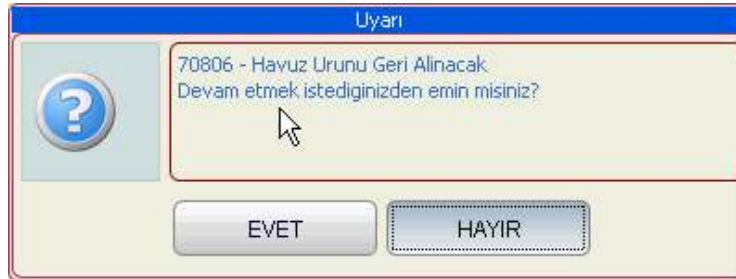 Uyarı
70806 - Havuz Urunu Geri Alinacak
Devam etmek istediginizden emin misiniz?
EVET
HAYIR